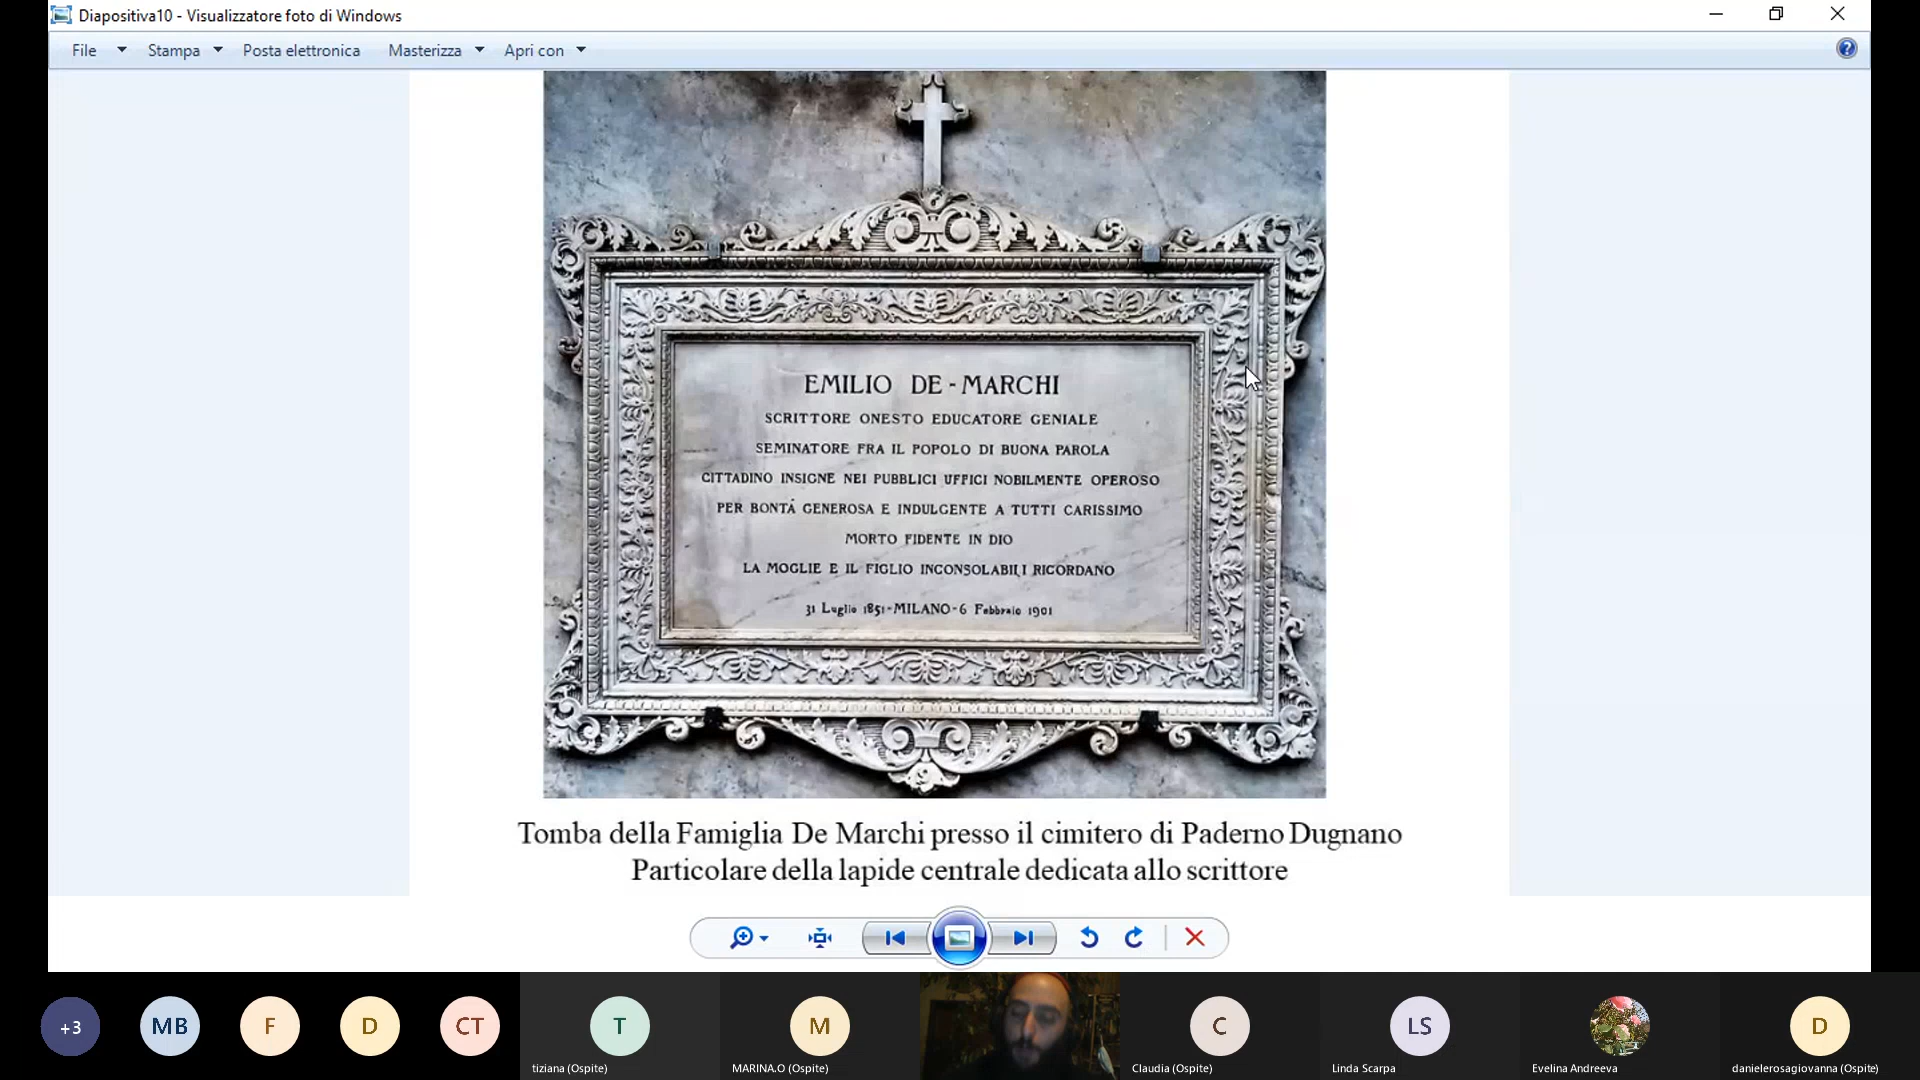 Diapositiva10 - Visualizzatore foto di Windows
File Stampa Posta elettronica Masterizza Apri con
EMILIO DE-MARCHI
SCRITTORE ONESTO EDUCATORE GENIALE
SEMINATORE FRA IL POPOLO DI BUONA PAROLA
CITTADINO INSIGNE NEI PUBBLICI UFFICI NOBILMENTE OPEROSO
PER BONTÀ GENEROSA E INDULGENTE A TUTTI CARISSIMO
MORTO FIDENTE IN DIO
LA MOGLIE E IL FIGLIO INCONSOLABILI RICORDANO
31 Luglio 1851-MILANO-6 Febbraio 1901
Tomba della Famiglia De Marchi presso il cimitero di Paderno Dugnano
Particolare della lapide centrale dedicata allo scrittore
+3 MB F D CT T M C LS D
tiziana (Ospite) MARINA.O (Ospite) Claudia (Ospite) Linda Scarpa Evelina Andreeva danielerosagiovanna (Ospite)